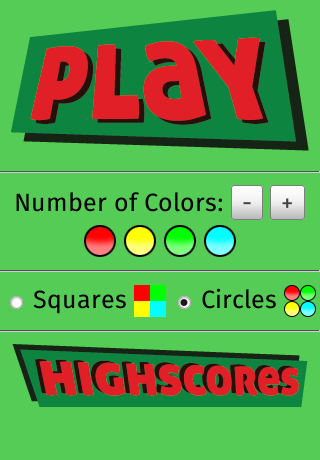 PLaY
Number of Colors: - +
Squares Circles
HIGHSCORes